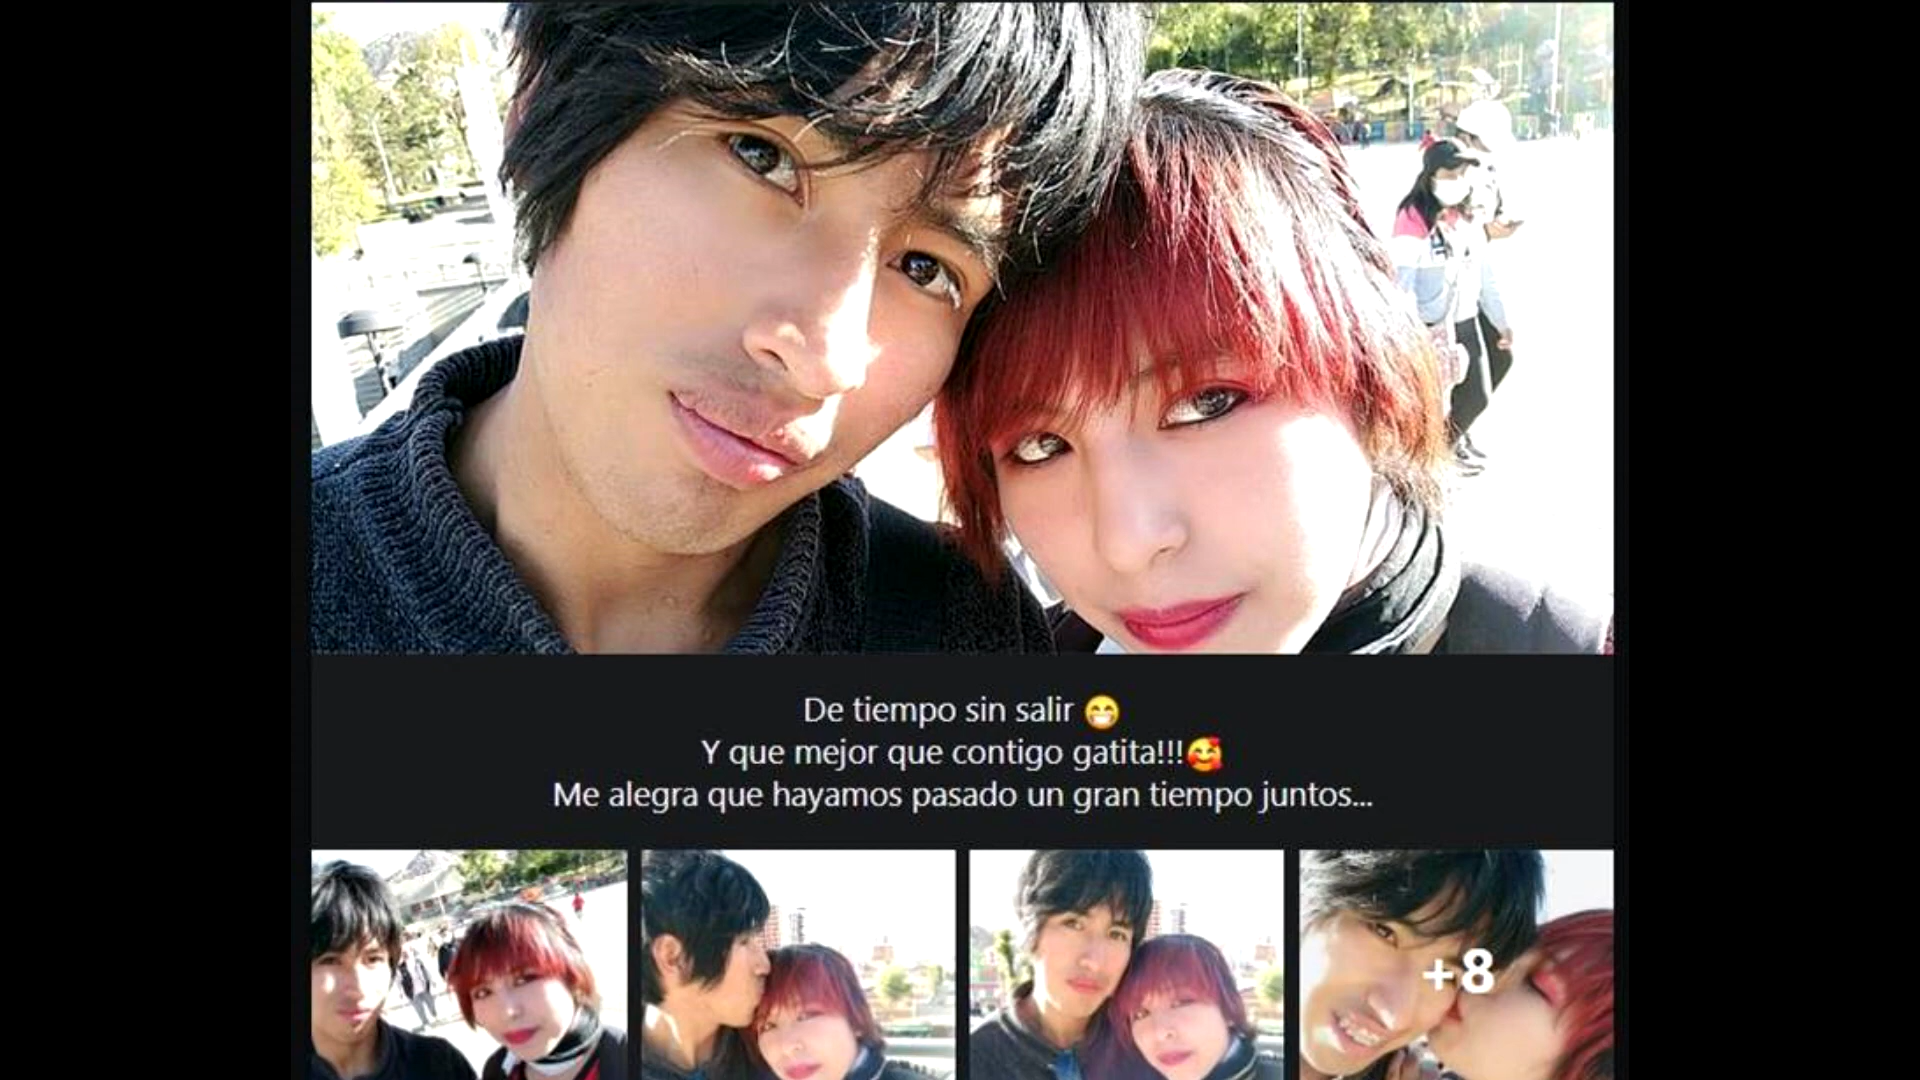 De tiempo sin salir 😁
Y que mejor que contigo gatita!!!🥰
Me alegra que hayamos pasado un gran tiempo juntos...
+8